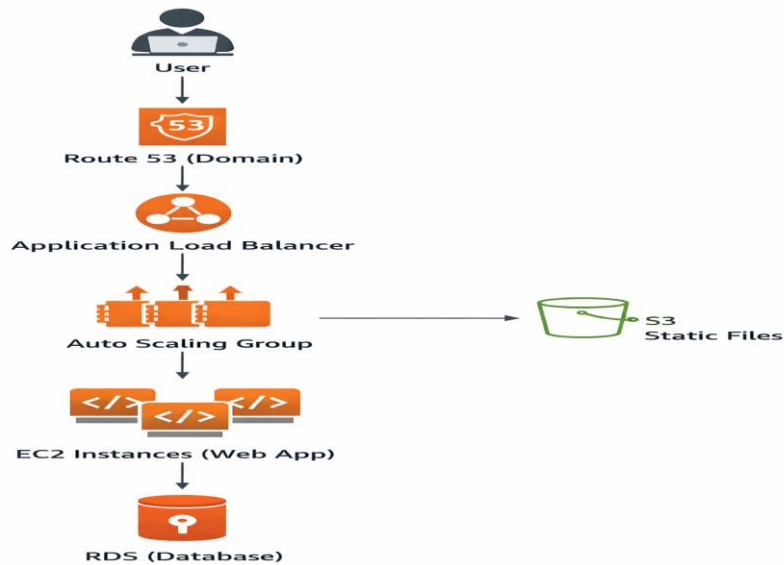 User
53
Route 53 (Domain)
Application Load Balancer
Auto Scaling Group
S3
Static Files
</> </> </>
EC2 Instances (Web App)
RDS (Database)